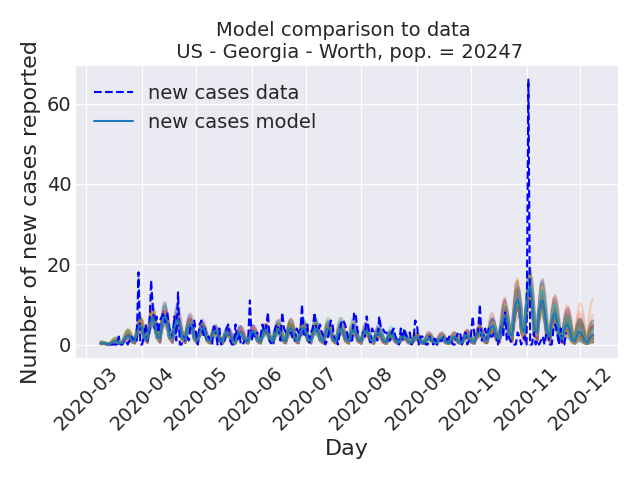 Model comparison to data
US - Georgia - Worth, pop. = 20247
Number of new cases reported
60
40
20
0
new cases data
new cases model
2020-03
2020-04
2020-05
2020-06
2020-07
2020-08
2020-09
2020-10
2020-11
2020-12
Day